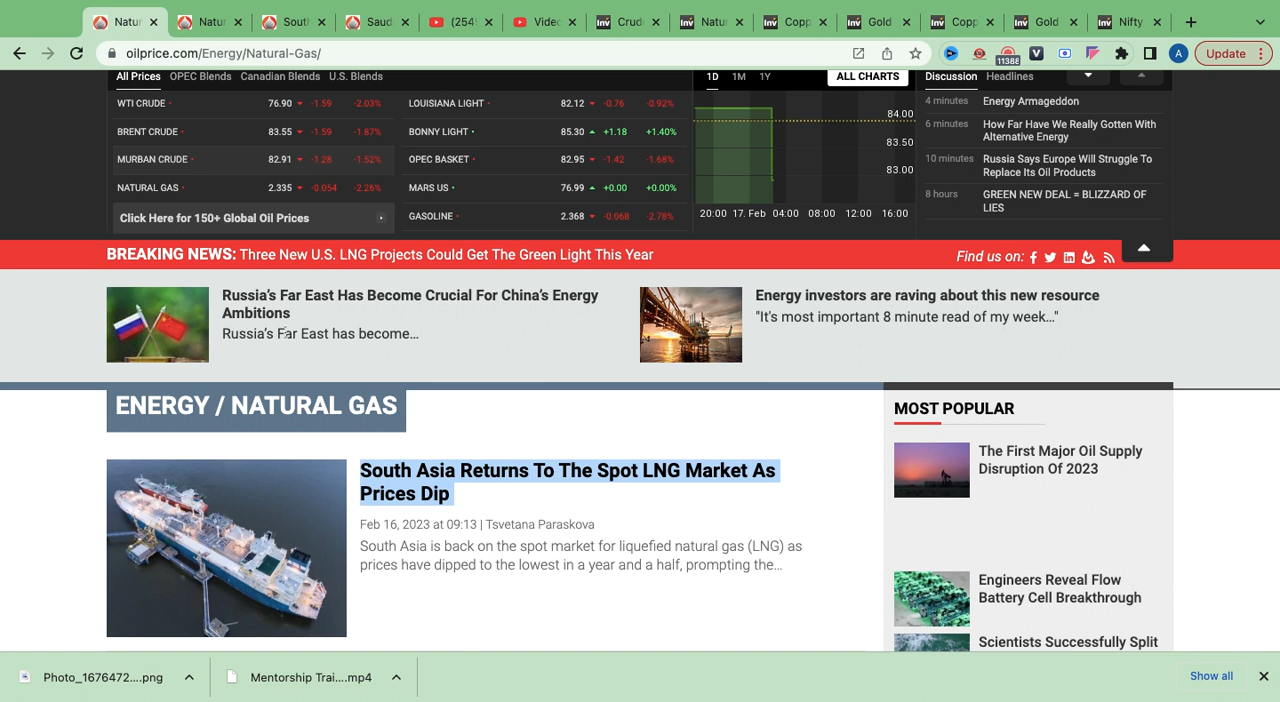 Natur
Natur
South
Saud
(2549
Video
Crude
Natur
Copp
Gold
Copp
Gold
Nifty
oilprice.com/Energy/Natural-Gas/
11388
A
Update
All Prices OPEC Blends Canadian Blends U.S. Blends
WTI CRUDE 76.90 -1.59 -2.03%
BRENT CRUDE 83.55 -1.59 -1.87%
MURBAN CRUDE 82.91 -1.28 -1.52%
NATURAL GAS 2.335 -0.054 -2.26%
Click Here for 150+ Global Oil Prices
LOUISIANA LIGHT 82.12 -0.76 -0.92%
BONNY LIGHT 85.30 +1.18 +1.40%
OPEC BASKET 82.95 -1.42 -1.68%
MARS US 76.99 +0.00 +0.00%
GASOLINE 2.368 -0.068 -2.78%
1D 1M 1Y ALL CHARTS
84.00
83.50
83.00
20:00 17. Feb 04:00 08:00 12:00 16:00
Discussion Headlines
4 minutes Energy Armageddon
6 minutes How Far Have We Really Gotten With
Alternative Energy
10 minutes Russia Says Europe Will Struggle To
Replace Its Oil Products
8 hours GREEN NEW DEAL = BLIZZARD OF
LIES
BREAKING NEWS: Three New U.S. LNG Projects Could Get The Green Light This Year
Find us on:
Russia’s Far East Has Become Crucial For China’s Energy
Ambitions
Russia’s Far East has become...
Energy investors are raving about this new resource
"It's most important 8 minute read of my week..."
ENERGY / NATURAL GAS
South Asia Returns To The Spot LNG Market As
Prices Dip
Feb 16, 2023 at 09:13 | Tsvetana Paraskova
South Asia is back on the spot market for liquefied natural gas (LNG) as
prices have dipped to the lowest in a year and a half, prompting the...
MOST POPULAR
The First Major Oil Supply
Disruption Of 2023
Engineers Reveal Flow
Battery Cell Breakthrough
Scientists Successfully Split
Photo_1676472....png
Mentorship Trai....mp4
Show all